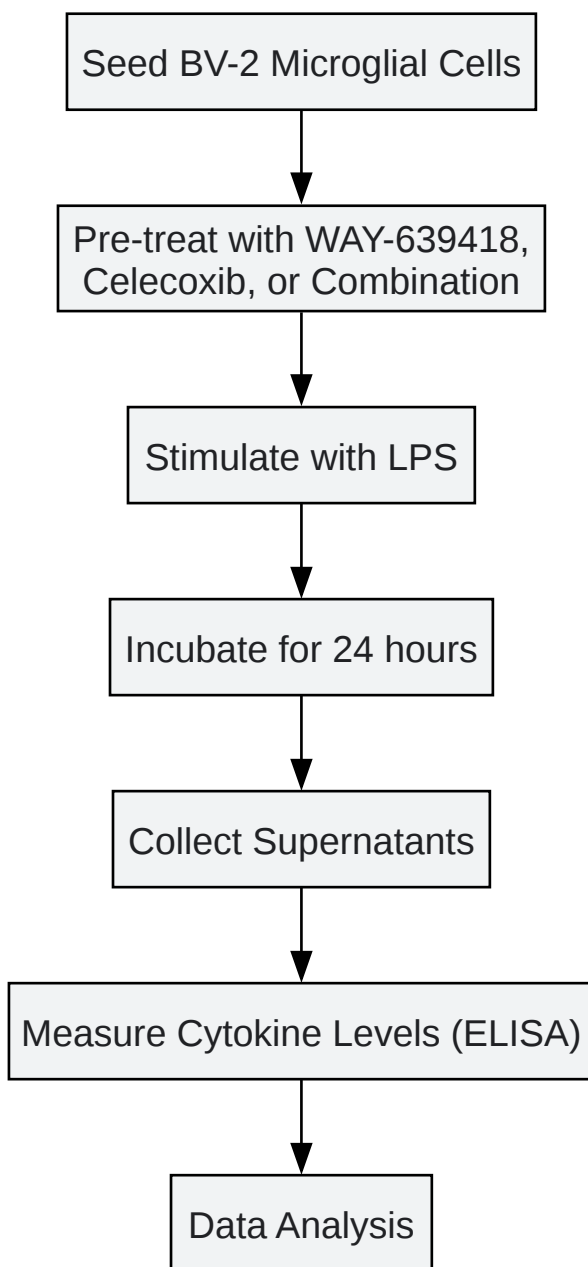 Seed BV-2 Microglial Cells
Pre-treat with WAY-639418,
Celecoxib, or Combination
Stimulate with LPS
Incubate for 24 hours
Collect Supernatants
Measure Cytokine Levels (ELISA)
Data Analysis